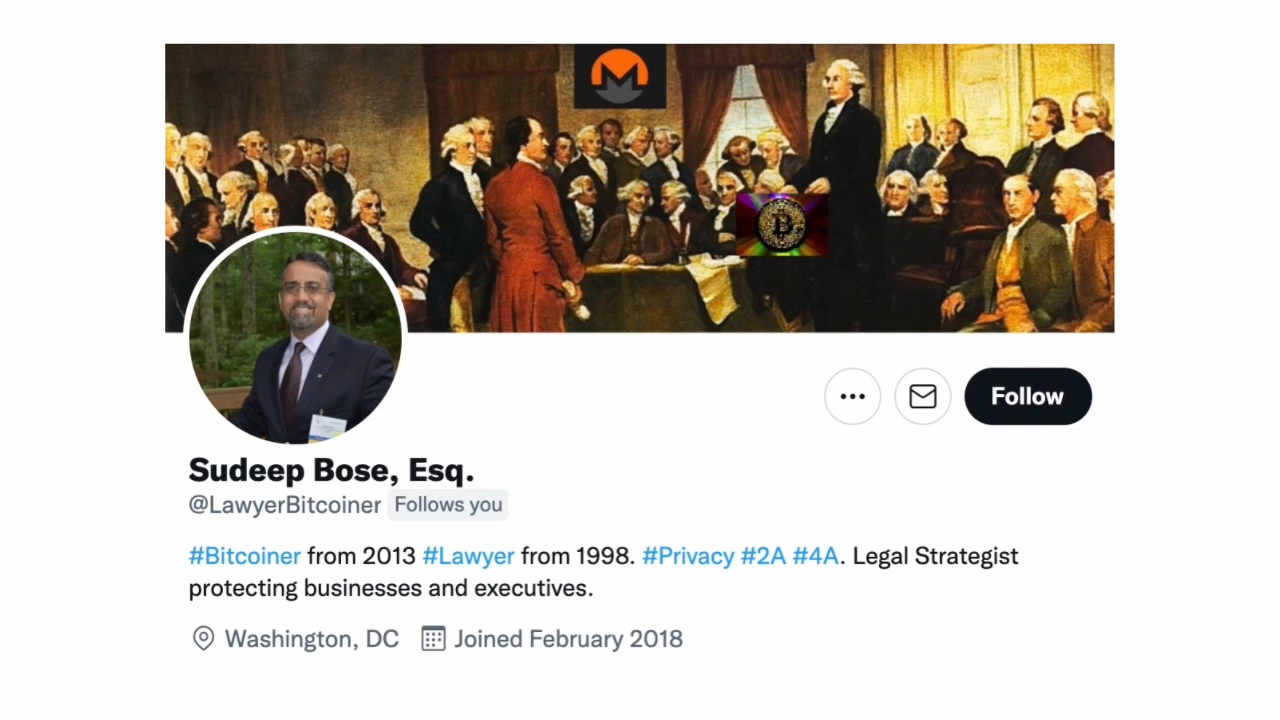 Follow
Sudeep Bose, Esq.
@LawyerBitcoiner Follows you
#Bitcoiner from 2013 #Lawyer from 1998. #Privacy #2A #4A. Legal Strategist
protecting businesses and executives.
Washington, DC Joined February 2018